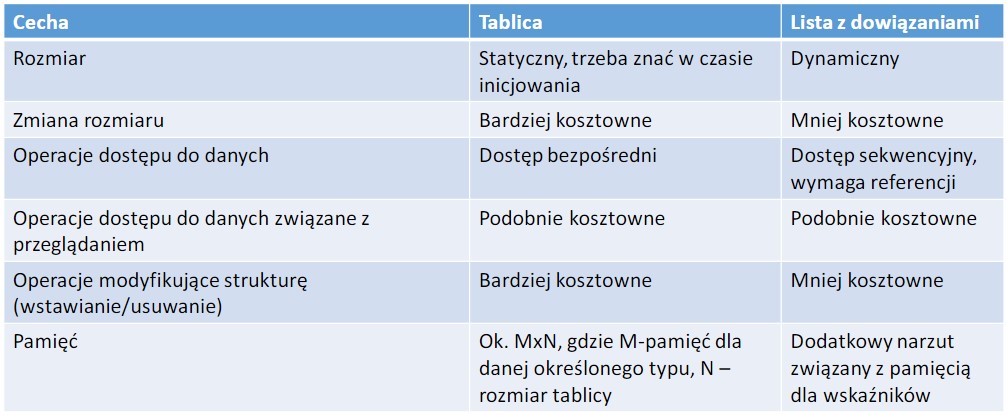 Cecha Tablica Lista z dowiązaniami
Rozmiar Statyczny, trzeba znać w czasie Dynamiczny
inicjowania
Zmiana rozmiaru Bardziej kosztowne Mniej kosztowne
Operacje dostępu do danych Dostęp bezpośredni Dostęp sekwencyjny,
wymaga referencji
Operacje dostępu do danych związane z Podobnie kosztowne Podobnie kosztowne
przeglądaniem
Operacje modyfikujące strukturę Bardziej kosztowne Mniej kosztowne
(wstawianie/usuwanie)
Pamięć Ok. MxN, gdzie M-pamięć dla Dodatkowy narzut
danej określonego typu, N – związany z pamięcią
rozmiar tablicy dla wskaźników